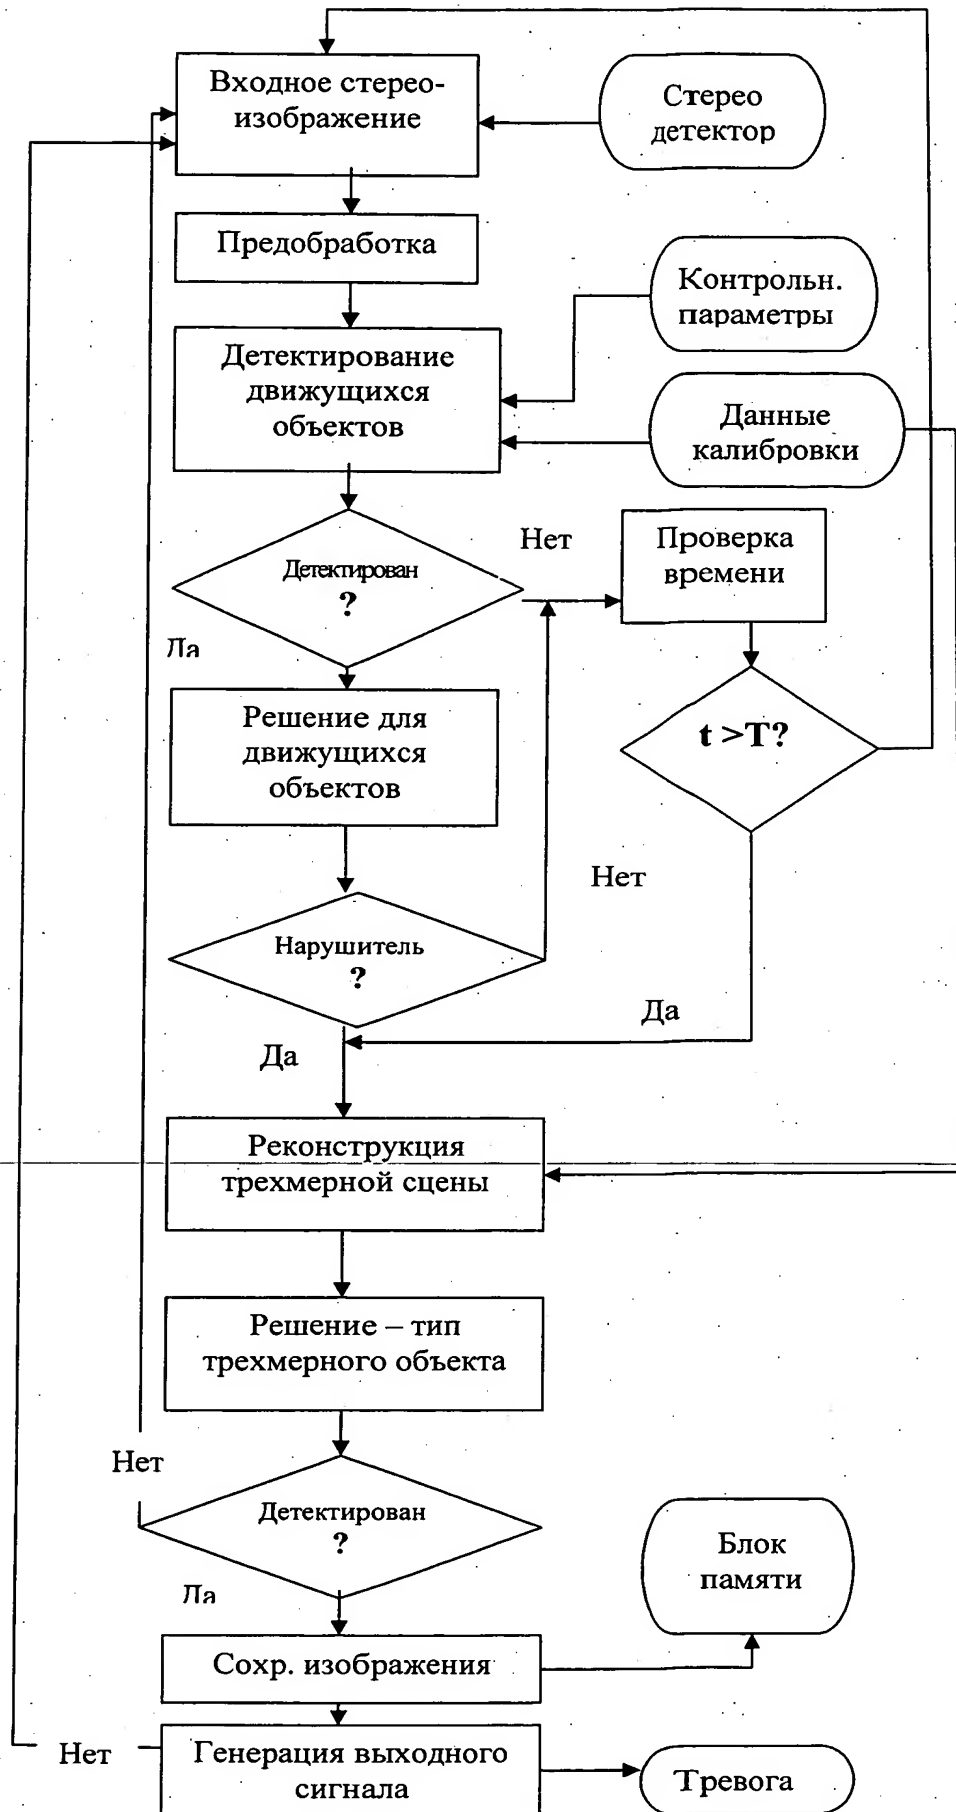 Входное стерео-
изображение
Стерео
детектор
Предобработка
Контрольн.
параметры
Детектирование
движущихся
объектов
Данные
калибровки
Нет
Проверка
времени
Детектирован
?
Да
Решение для
движущихся
объектов
t >T?
Нет
Нарушитель
?
Да
Да
Реконструкция
трехмерной сцены
Решение – тип
трехмерного объекта
Нет
Детектирован
?
Блок
памяти
Да
Сохр. изображения
Нет
Генерация выходного
сигнала
Тревога